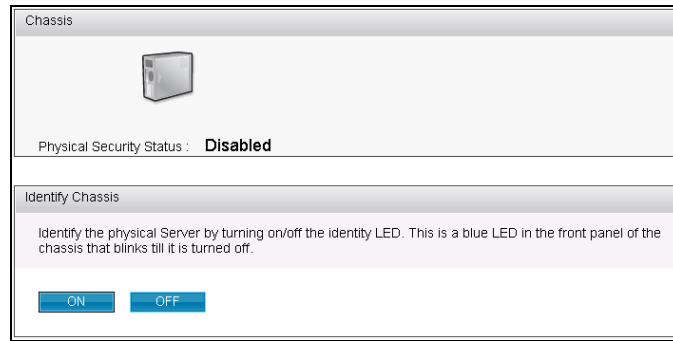 Chassis
Physical Security Status : Disabled
Identify Chassis
Identify the physical Server by turning on/off the identity LED. This is a blue LED in the front panel of the
chassis that blinks till it is turned off.
ON OFF